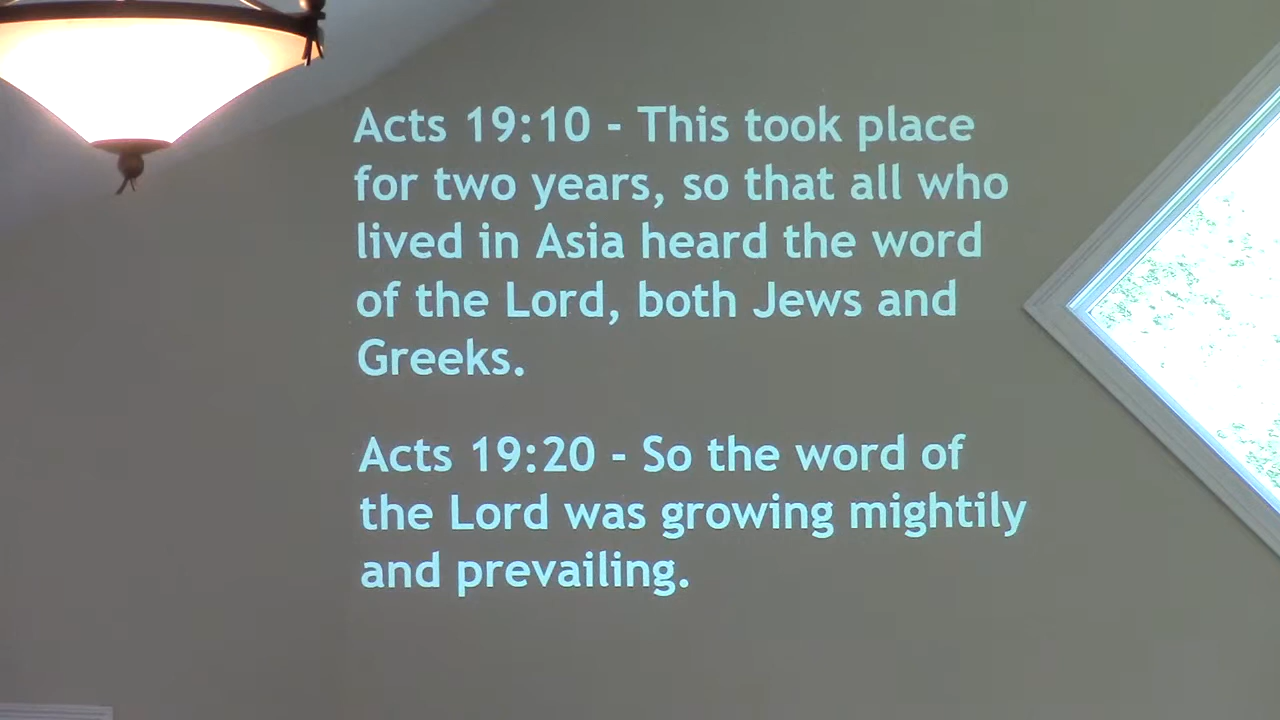 Acts 19:10 - This took place
for two years, so that all who
lived in Asia heard the word
of the Lord, both Jews and
Greeks.
Acts 19:20 - So the word of
the Lord was growing mightily
and prevailing.